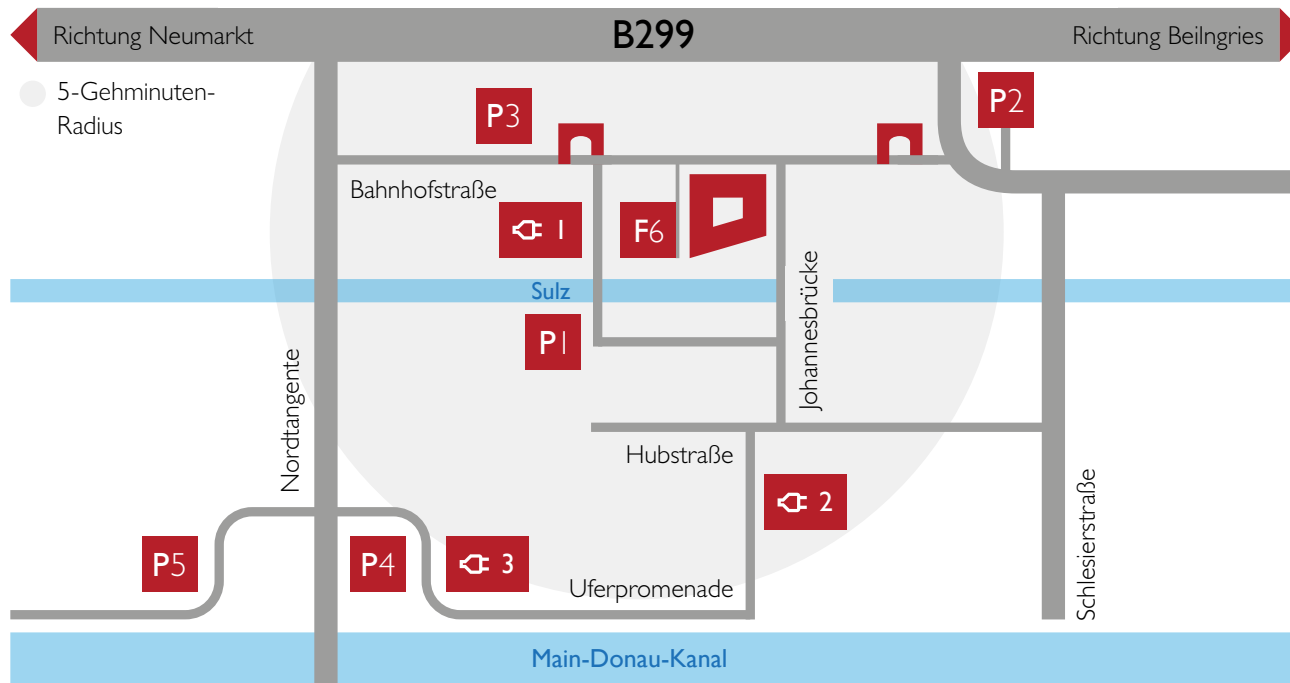 Richtung Neumarkt
B299
Richtung Beilngries
5-Gehminuten-
Radius
P2
P3
Bahnhofstraße
1
F6
Sulz
P1
Johannesbrücke
Nordtangente
Hubstraße
2
Schlesierstraße
P5
P4
3
Uferpromenade
Main-Donau-Kanal